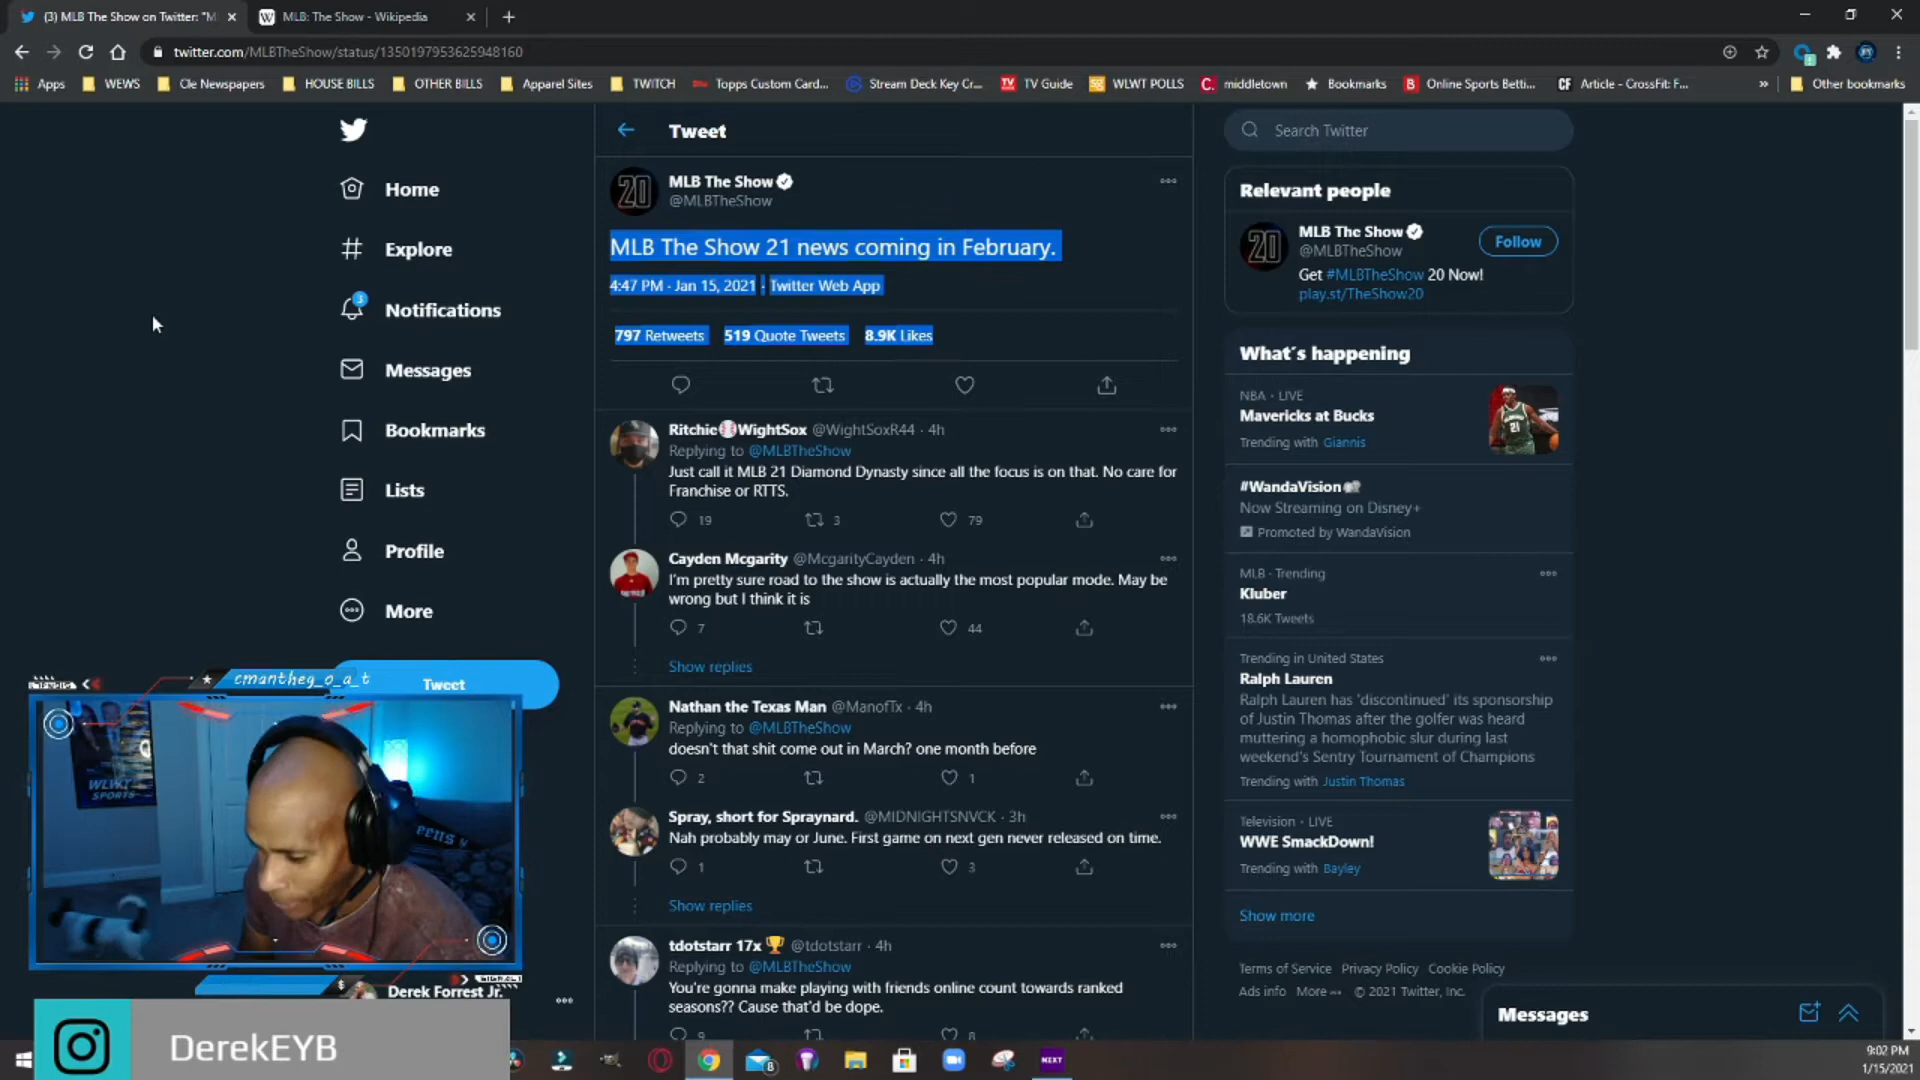 (3) MLB The Show on Twitter: "M
MLB: The Show - Wikipedia
twitter.com/MLBTheShow/status/1350197953625948160
Apps
WEWS
Cle Newspapers
HOUSE BILLS
OTHER BILLS
Apparel Sites
TWITCH
Topps Custom Card...
Stream Deck Key Cr...
TV Guide
WLWT POLLS
middletown
Bookmarks
Online Sports Betti...
Article - CrossFit: F...
Other bookmarks
Home
Explore
3
Notifications
Messages
Bookmarks
Lists
Profile
More
Tweet
Tweet
MLB The Show
@MLBTheShow
MLB The Show 21 news coming in February.
4:47 PM · Jan 15, 2021 · Twitter Web App
797 Retweets 519 Quote Tweets 8.9K Likes
Ritchie WightSox @WightSoxR44 · 4h
Replying to @MLBTheShow
Just call it MLB 21 Diamond Dynasty since all the focus is on that. No care for
Franchise or RTTS.
19 3 79
Cayden Mcgarity @McgarityCayden · 4h
I'm pretty sure road to the show is actually the most popular mode. May be
wrong but I think it is
7 44
Show replies
Nathan the Texas Man @ManofTx · 4h
Replying to @MLBTheShow
doesn't that shit come out in March? one month before
2 1
Spray, short for Spraynard. @MIDNIGHTSNVCK · 3h
Nah probably may or June. First game on next gen never released on time.
1 3
Show replies
tdotstarr 17x @tdotstarr · 4h
Replying to @MLBTheShow
You're gonna make playing with friends online count towards ranked
seasons?? Cause that'd be dope.
9 8
Search Twitter
Relevant people
MLB The Show
@MLBTheShow
Follow
Get #MLBTheShow 20 Now!
play.st/TheShow20
What's happening
NBA · LIVE
Mavericks at Bucks
Trending with Giannis
#WandaVision
Now Streaming on Disney+
Promoted by WandaVision
MLB · Trending
Kluber
18.6K Tweets
Trending in United States
Ralph Lauren
Ralph Lauren has 'discontinued' its sponsorship
of Justin Thomas after the golfer was heard
muttering a homophobic slur during last
weekend's Sentry Tournament of Champions
Trending with Justin Thomas
Television · LIVE
WWE SmackDown!
Trending with Bayley
Show more
Terms of Service Privacy Policy Cookie Policy
Ads info More ··· © 2021 Twitter, Inc.
Messages
cmantheg_o_a_t
WLWT
SPORTS
Derek Forrest Jr.
DerekEYB
NEXT
9:02 PM
1/15/2021